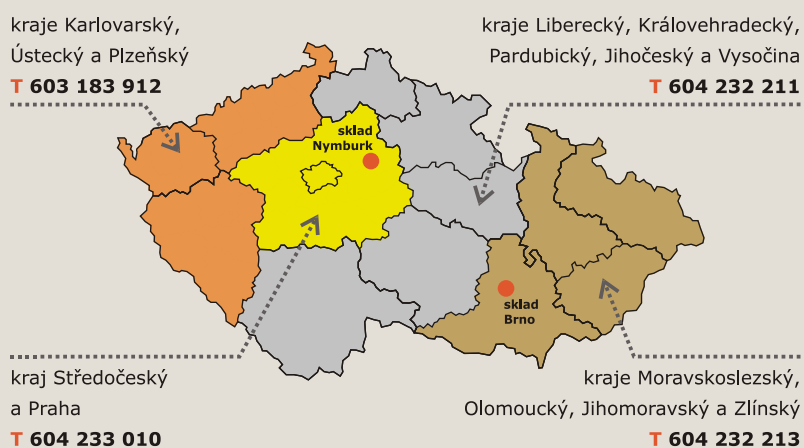 kraje Karlovarský,
Ústecký a Plzeňský
T 603 183 912
kraje Liberecký, Královehradecký,
Pardubický, Jihočeský a Vysočina
T 604 232 211
sklad
Nymburk
sklad
Brno
kraj Středočeský
a Praha
T 604 233 010
kraje Moravskoslezský,
Olomoucký, Jihomoravský a Zlínský
T 604 232 213